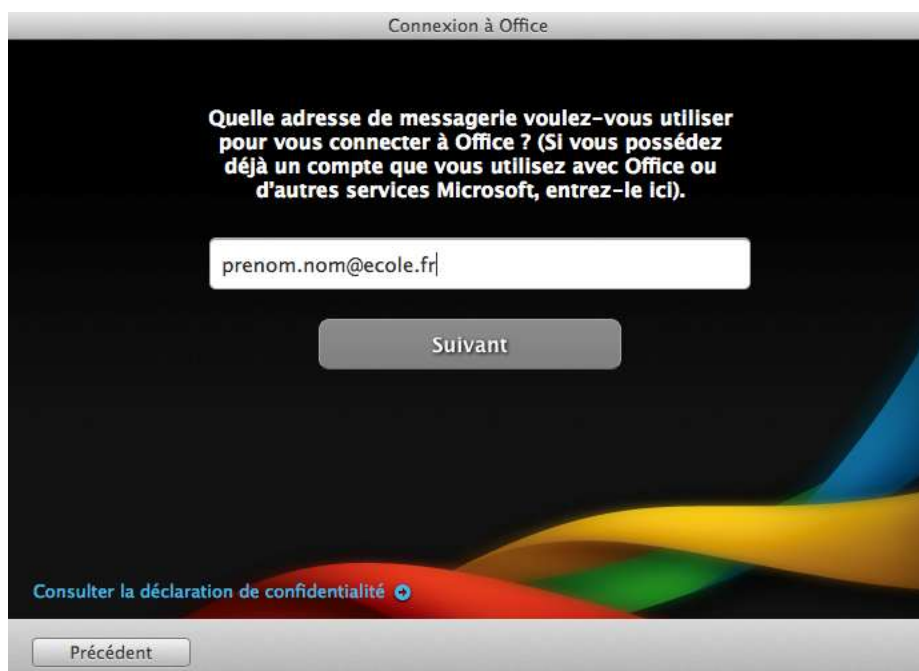 Connexion à Office
Quelle adresse de messagerie voulez-vous utiliser
pour vous connecter à Office ? (Si vous possédez
déjà un compte que vous utilisez avec Office ou
d'autres services Microsoft, entrez-le ici).
prenom.nom@ecole.fr
Suivant
Consulter la déclaration de confidentialité
Précédent